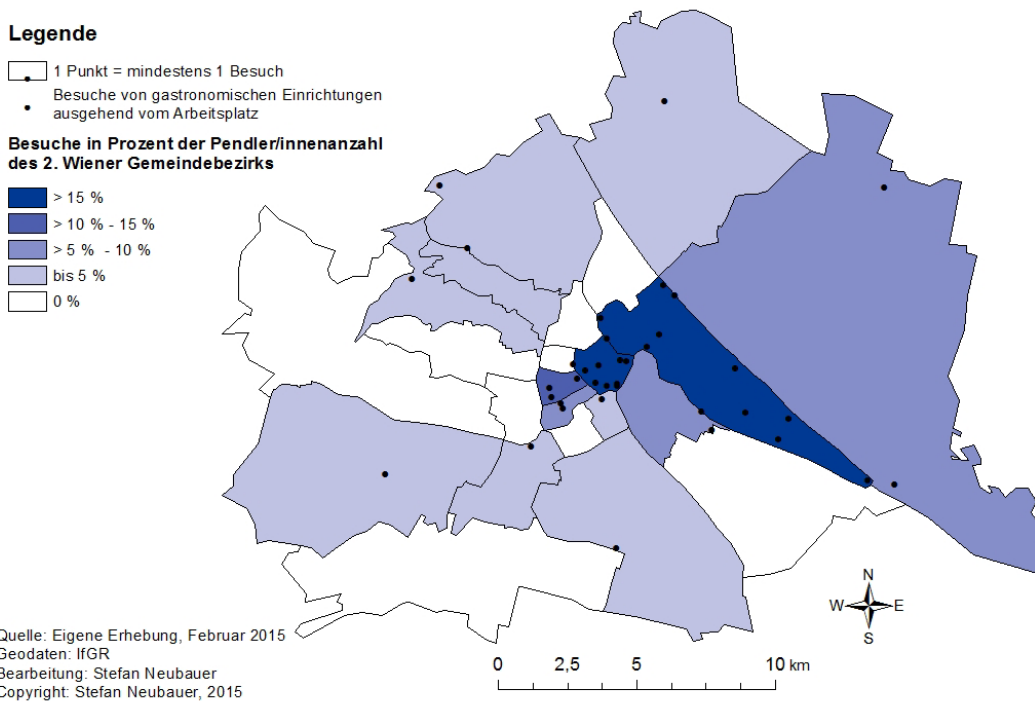 Legende
1 Punkt = mindestens 1 Besuch
Besuche von gastronomischen Einrichtungen
ausgehend vom Arbeitsplatz
Besuche in Prozent der Pendler/innenanzahl
des 2. Wiener Gemeindebezirks
> 15 %
> 10 % - 15 %
> 5 % - 10 %
bis 5 %
0 %
N
W E
S
Quelle: Eigene Erhebung, Februar 2015
Geodaten: IfGR
Bearbeitung: Stefan Neubauer
Copyright: Stefan Neubauer, 2015
0 2,5 5 10 km